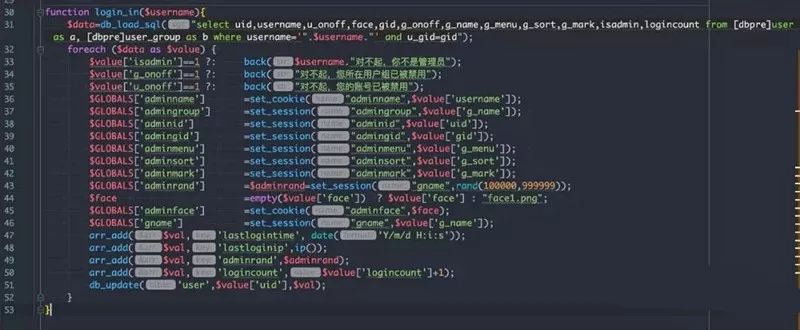 30 function login_in($username){
31 $data=db_load_sql( "select uid,username,u_onoff,face,gid,g_onoff,g_name,g_menu,g_sort,g_mark,isadmin,logincount from [dbpre]user
as a, [dbpre]user_group as b where username='".$username."' and u_gid=gid");
32 foreach ($data as $value) {
33 $value['isadmin']==1 ?: back(str: $username."对不起，你不是管理员");
34 $value['g_onoff']==1 ?: back(str: "对不起，您所在用户组已被禁用");
35 $value['u_onoff']==1 ?: back(str: "对不起，您的账号已被禁用");
36 $GLOBALS['adminname'] =set_cookie(name: "adminname",$value['username']);
37 $GLOBALS['admingroup'] =set_session(name: "admingroup",$value['g_name']);
38 $GLOBALS['adminid'] =set_session(name: "adminid",$value['uid']);
39 $GLOBALS['admingid'] =set_session(name: "admingid",$value['gid']);
40 $GLOBALS['adminmenu'] =set_session(name: "adminmenu",$value['g_menu']);
41 $GLOBALS['adminsort'] =set_session(name: "adminsort",$value['g_sort']);
42 $GLOBALS['adminmark'] =set_session(name: "adminmark",$value['g_mark']);
43 $GLOBALS['adminrand'] =$adminrand=set_session(name: "gname",rand(100000,999999));
44 $face =empty($value['face']) ? $value['face'] : "face1.png";
45 $GLOBALS['adminface'] =set_cookie(name: "adminface",$face);
46 $GLOBALS['gname'] =set_session(name: "gname",$value['g_name']);
47 arr_add(&arr: $val,key: 'lastlogintime', date(format: 'Y/m/d H:i:s'));
48 arr_add(&arr: $val,key: 'lastloginip',ip());
49 arr_add(&arr: $val,key: 'adminrand',$adminrand);
50 arr_add(&arr: $val,key: 'logincount', $value['logincount']+1);
51 db_update( 'user',$value['uid'],$val);
52 }
53 }